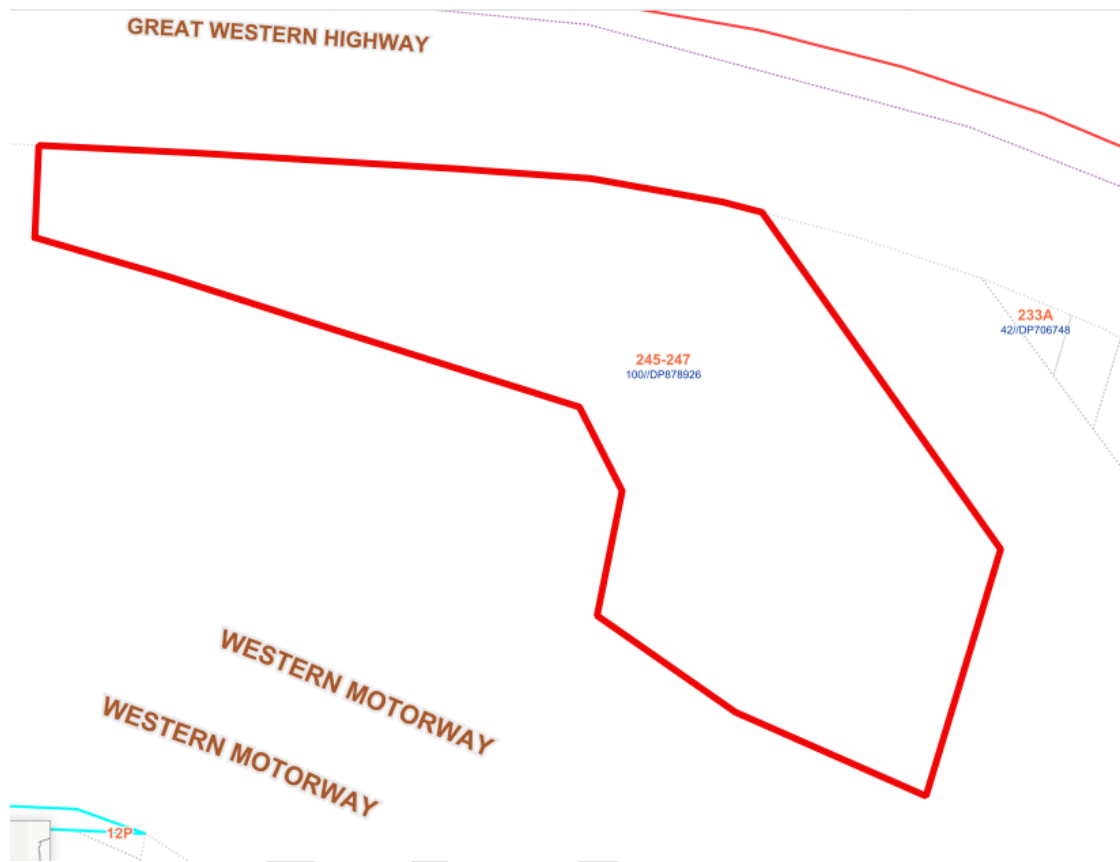 GREAT WESTERN HIGHWAY
233A
42//DP706748
245-247
100//DP878926
WESTERN MOTORWAY
WESTERN MOTORWAY
12P